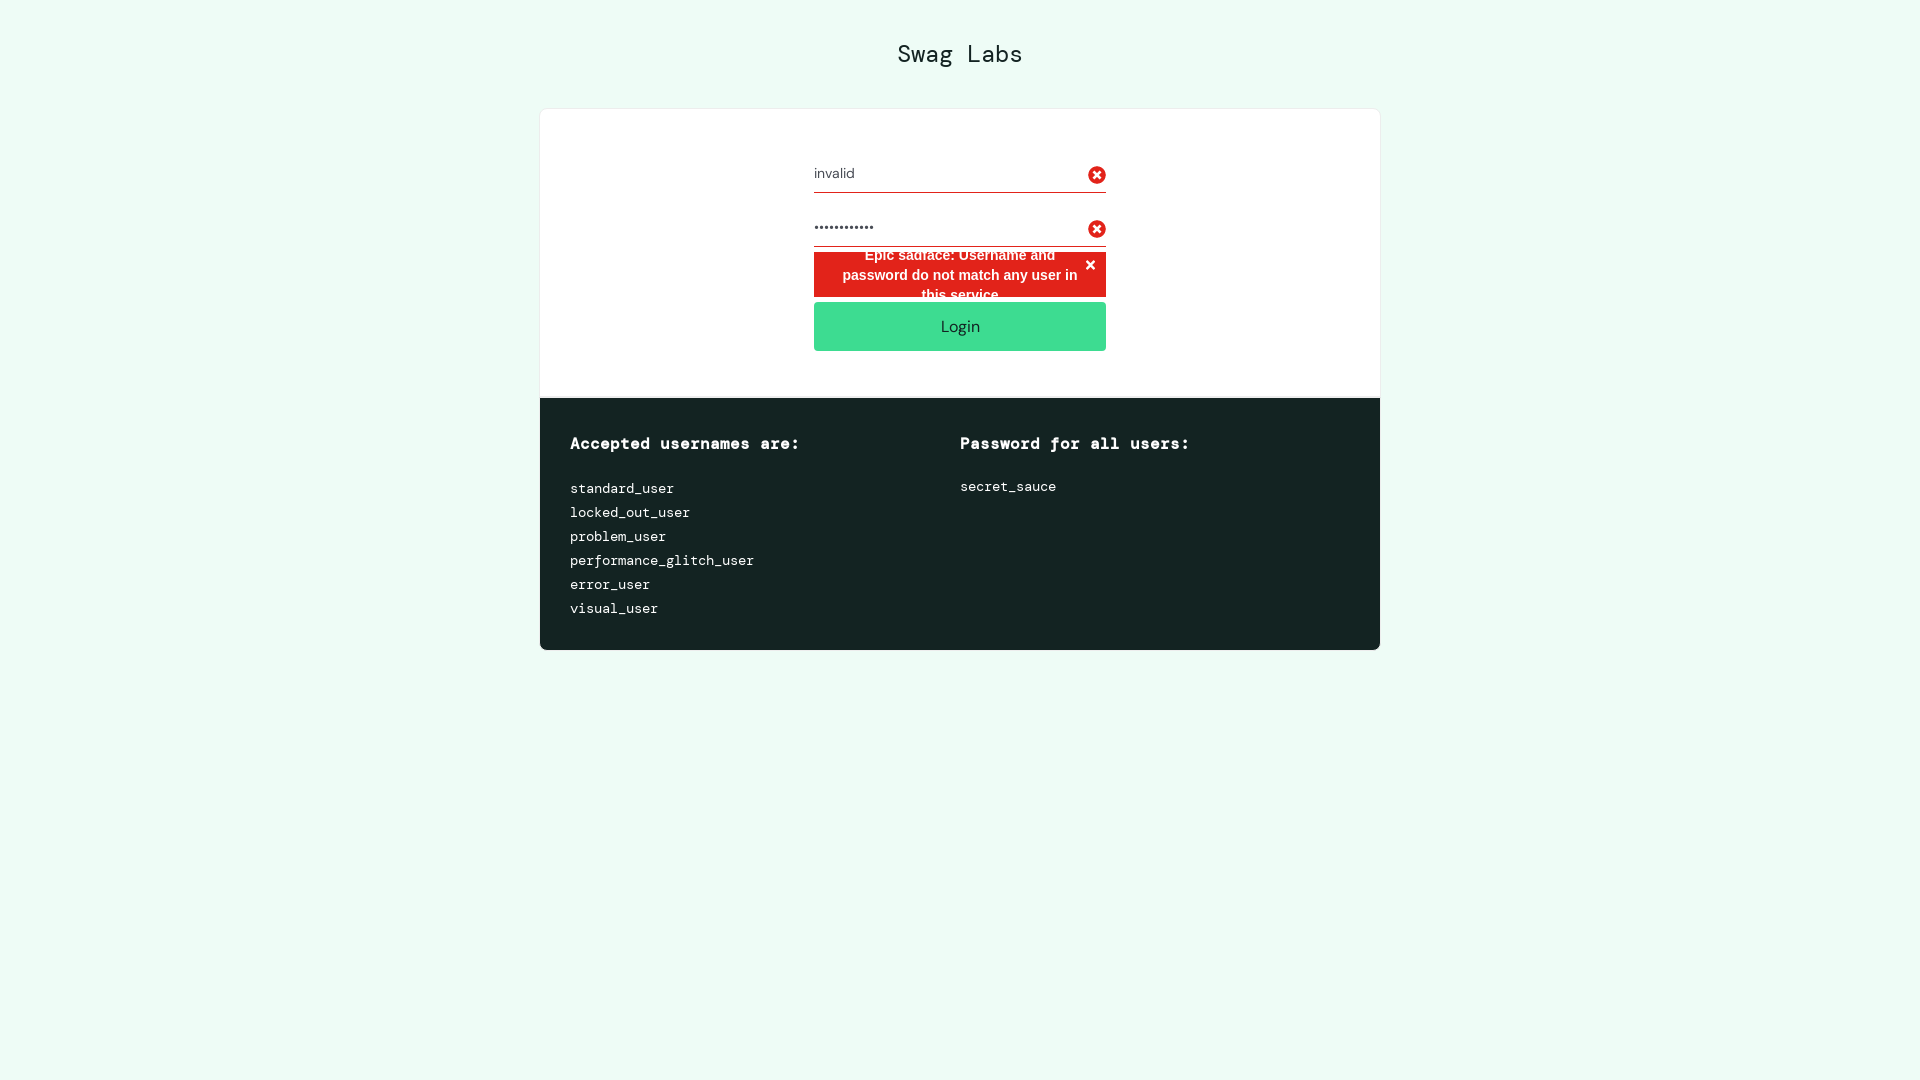 Swag Labs
invalid
••••••••••••
Epic sadface: Username and
password do not match any user in
this service
Login
Accepted usernames are:
Password for all users:
standard_user
secret_sauce
locked_out_user
problem_user
performance_glitch_user
error_user
visual_user